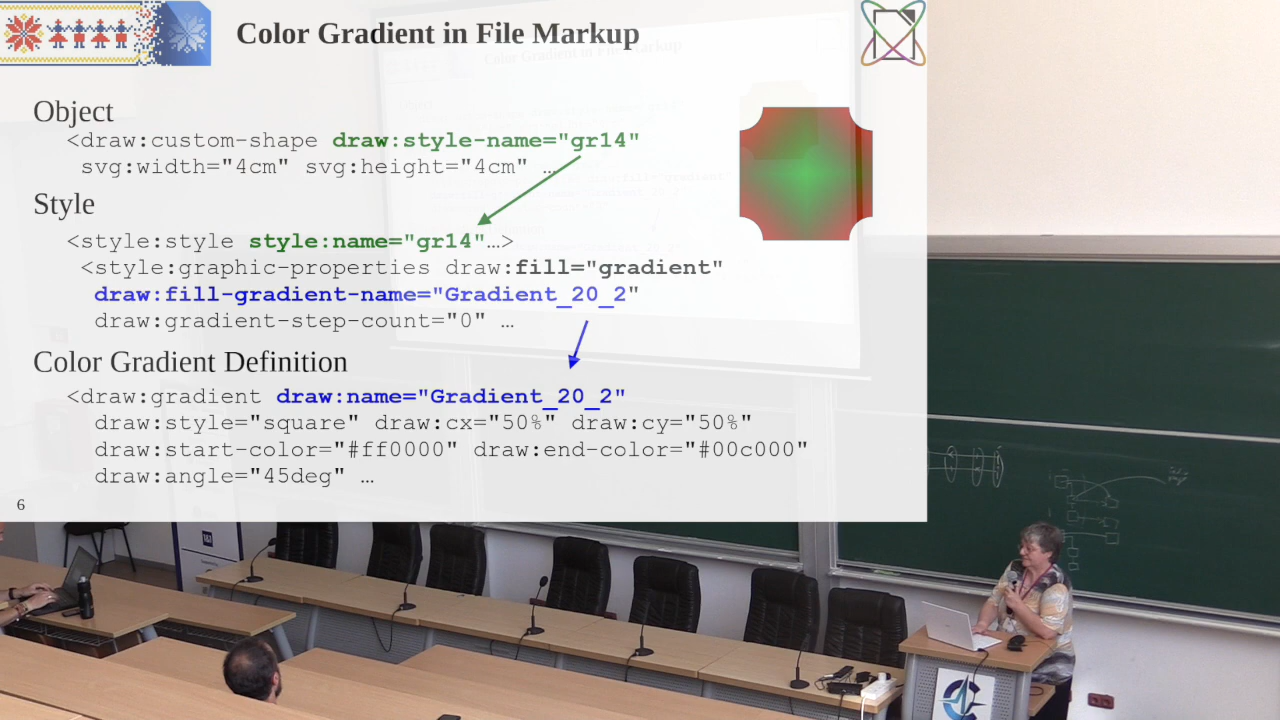 Color Gradient in File Markup
Object
<draw:custom-shape draw:style-name="gr14"
svg:width="4cm" svg:height="4cm" …
Style
<style:style style:name="gr14"…>
<style:graphic-properties draw:fill="gradient"
draw:fill-gradient-name="Gradient_20_2"
draw:gradient-step-count="0" …
Color Gradient Definition
<draw:gradient draw:name="Gradient_20_2"
draw:style="square" draw:cx="50%" draw:cy="50%"
draw:start-color="#ff0000" draw:end-color="#00c000"
draw:angle="45deg" …
6